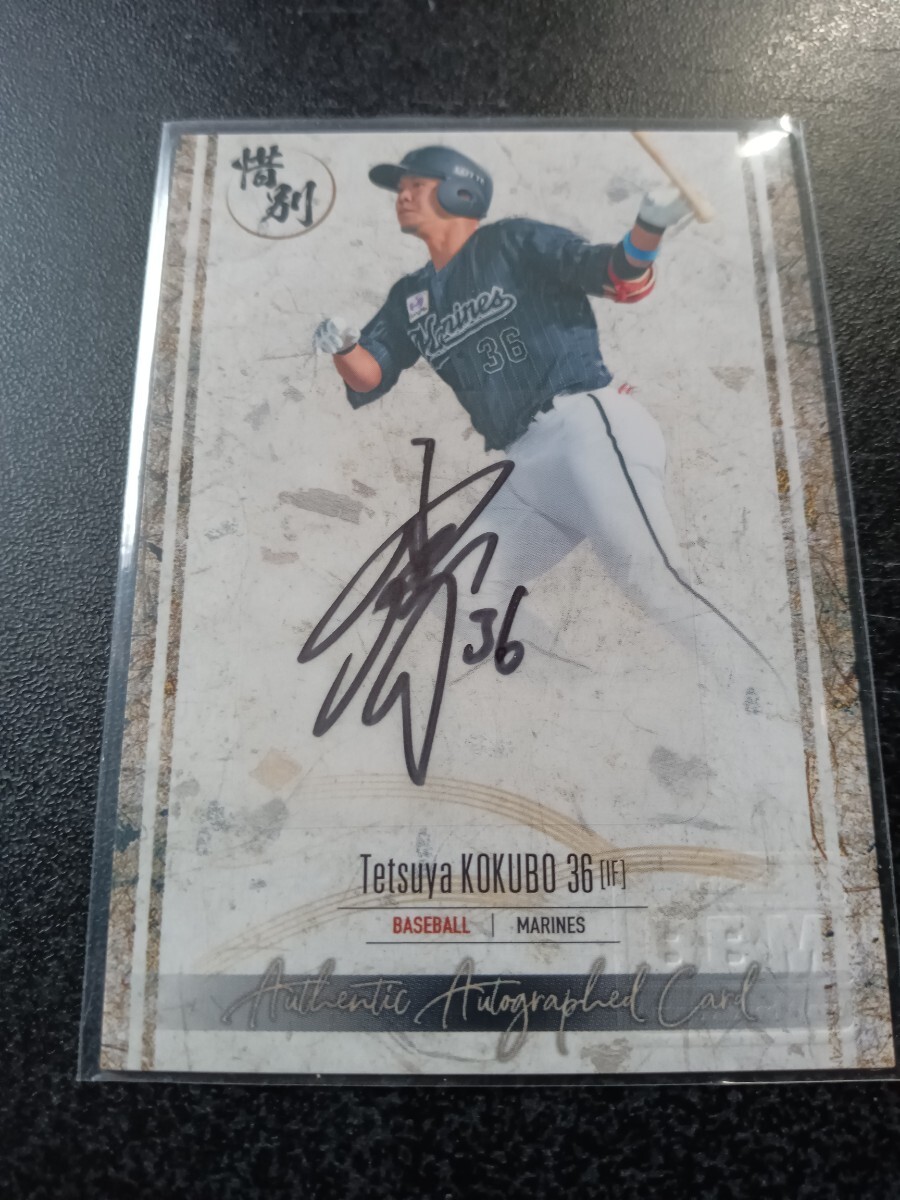 惜別
Marines
36
36
Tetsuya KOKUBO 36 [IF]
BASEBALL | MARINES
BBM
Authentic Autographed Card